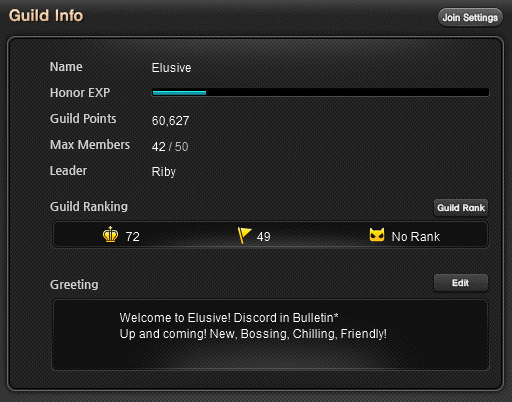 Guild Info
Join Settings
Name Elusive
Honor EXP
Guild Points 60,627
Max Members 42 / 50
Leader Riby
Guild Ranking
Guild Rank
72 49 No Rank
Greeting
Edit
Welcome to Elusive! Discord in Bulletin*
Up and coming! New, Bossing, Chilling, Friendly!